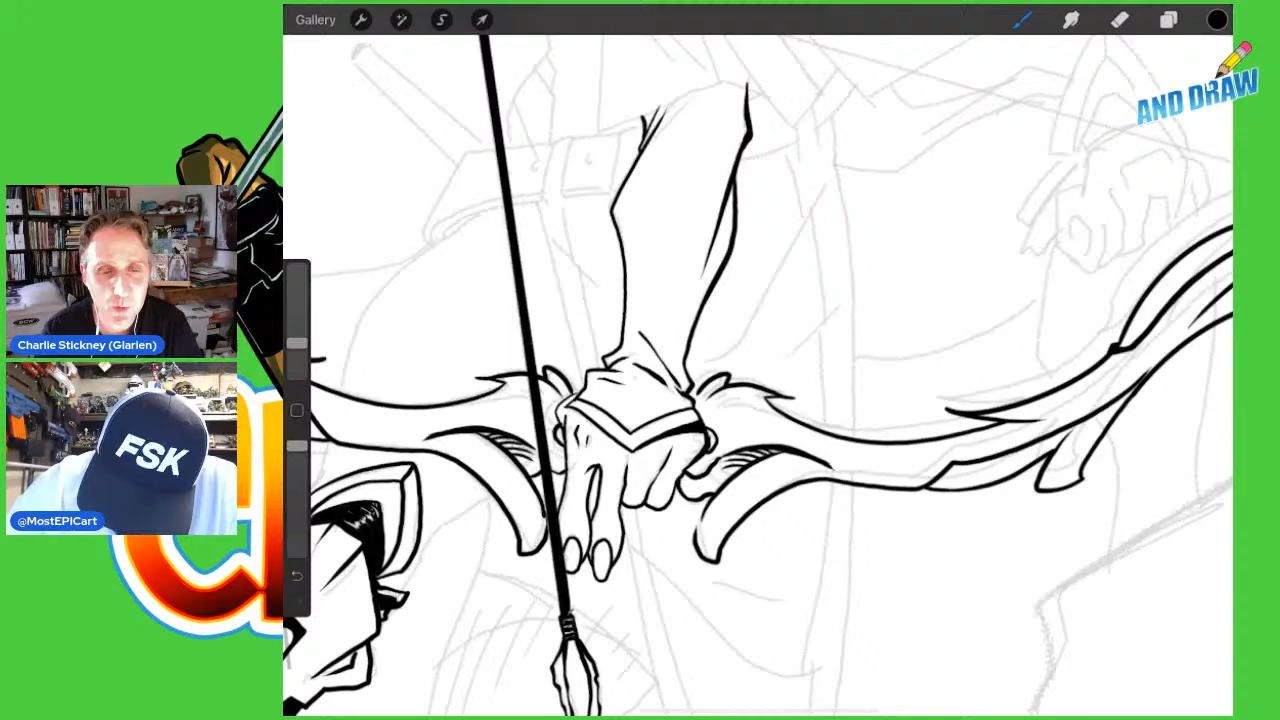 Gallery
AND DRAW
Charlie Stickney (Glarien)
FSK
@MostEPICart